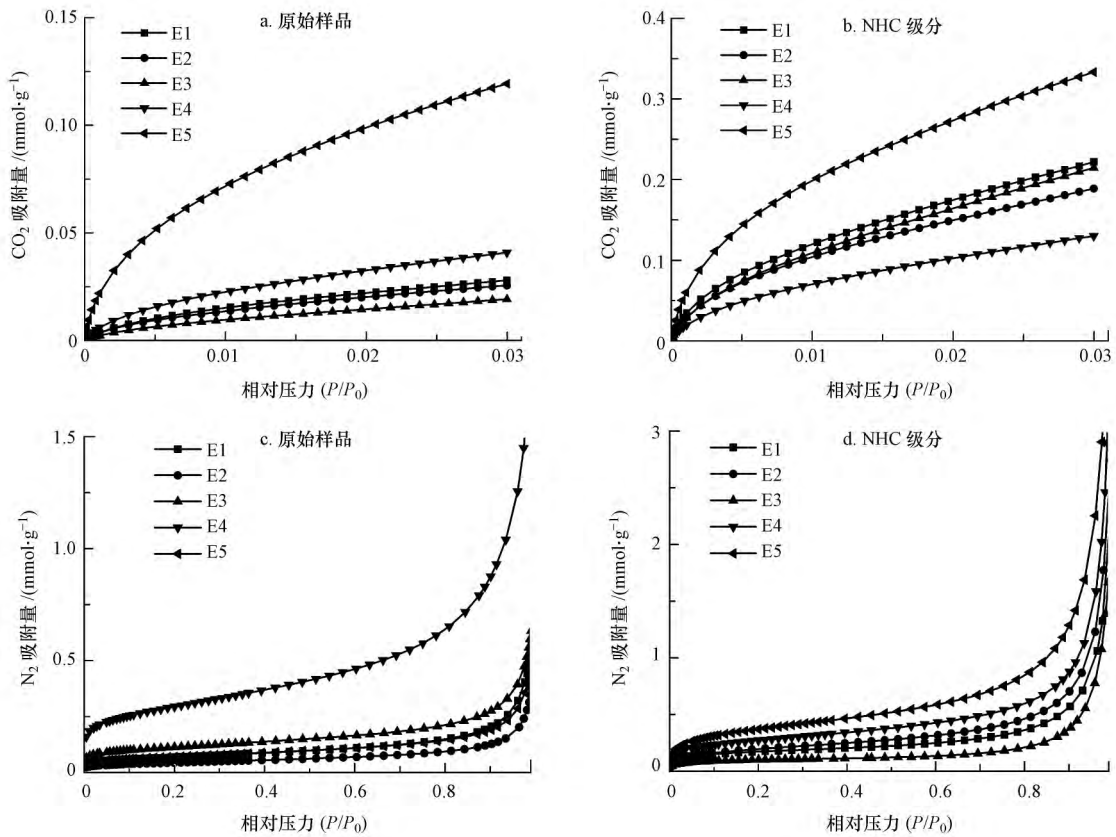 a. 原始样品
E1
E2
E3
E4
E5
0.15
0.10
0.05
0
CO₂ 吸附量 /(mmol·g⁻¹)
0 0.01 0.02 0.03
相对压力 (P/P₀)
b. NHC 级分
E1
E2
E3
E4
E5
0.4
0.3
0.2
0.1
0
CO₂ 吸附量 /(mmol·g⁻¹)
0 0.01 0.02 0.03
相对压力 (P/P₀)
c. 原始样品
E1
E2
E3
E4
E5
1.5
1.0
0.5
0
N₂ 吸附量 /(mmol·g⁻¹)
0 0.2 0.4 0.6 0.8
相对压力 (P/P₀)
d. NHC 级分
E1
E2
E3
E4
E5
3
2
1
0
N₂ 吸附量 /(mmol·g⁻¹)
0 0.2 0.4 0.6 0.8
相对压力 (P/P₀)